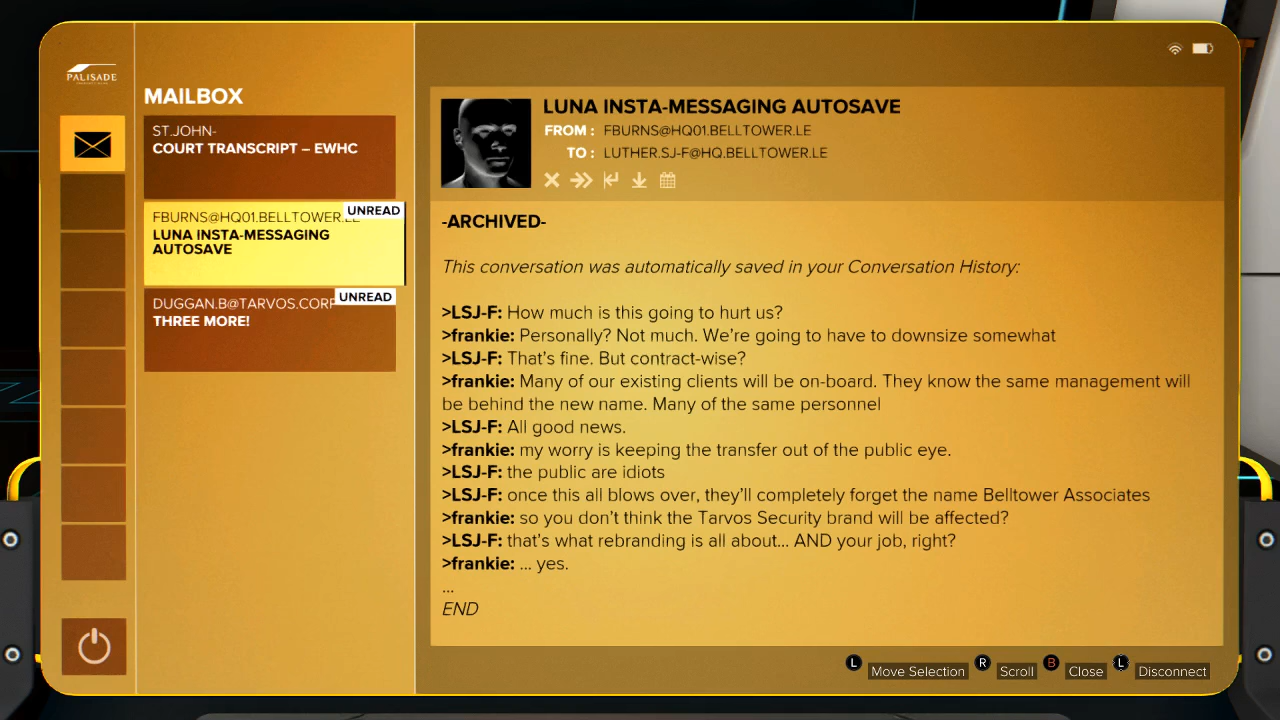 PALISADE
MAILBOX
ST.JOHN-
COURT TRANSCRIPT – EWHC
UNREAD
FBURNS@HQ01.BELLTOWER.LE
LUNA INSTA-MESSAGING
AUTOSAVE
UNREAD
DUGGAN.B@TARVOS.CORP
THREE MORE!
LUNA INSTA-MESSAGING AUTOSAVE
FROM : FBURNS@HQ01.BELLTOWER.LE
TO : LUTHER.SJ-F@HQ.BELLTOWER.LE
-ARCHIVED-
This conversation was automatically saved in your Conversation History:
>LSJ-F: How much is this going to hurt us?
>frankie: Personally? Not much. We're going to have to downsize somewhat
>LSJ-F: That's fine. But contract-wise?
>frankie: Many of our existing clients will be on-board. They know the same management will
be behind the new name. Many of the same personnel
>LSJ-F: All good news.
>frankie: my worry is keeping the transfer out of the public eye.
>LSJ-F: the public are idiots
>LSJ-F: once this all blows over, they'll completely forget the name Belltower Associates
>frankie: so you don't think the Tarvos Security brand will be affected?
>LSJ-F: that's what rebranding is all about... AND your job, right?
>frankie: ... yes.
...
END
L Move Selection R Scroll B Close L Disconnect